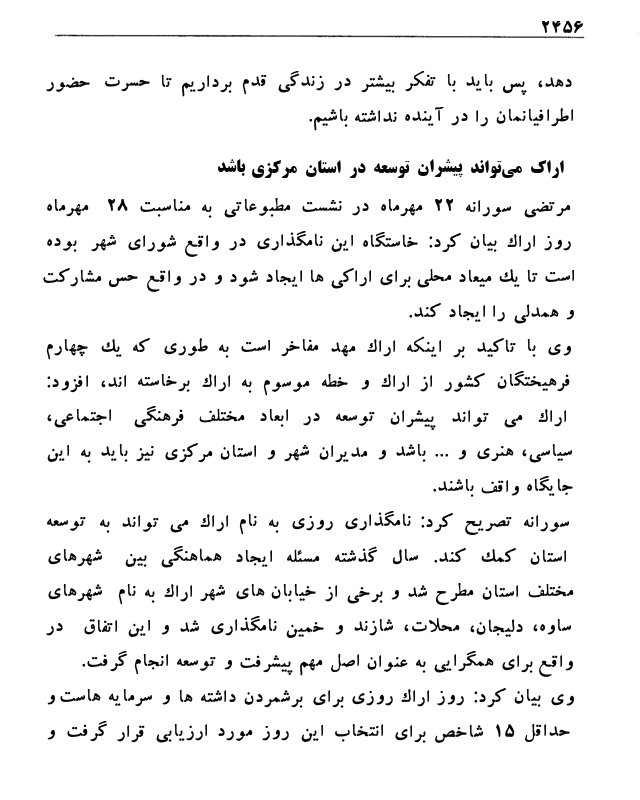 ۲۴۵۶
دهد، پس باید با تفکر بیشتر در زندگی قدم برداریم تا حسرت حضور
اطرافیانمان را در آینده نداشته باشیم.
اراک می‌تواند پیشران توسعه در استان مرکزی باشد
مرتضی سورانه ۲۲ مهرماه در نشست مطبوعاتی به مناسبت ۲۸ مهرماه
روز اراك بیان کرد: خاستگاه این نامگذاری در واقع شورای شهر بوده
است تا یك میعاد محلی برای اراکی ها ایجاد شود و در واقع حس مشارکت
و همدلی را ایجاد کند.
وی با تاکید بر اینکه اراك مهد مفاخر است به طوری که یك چهارم
فرهیختگان کشور از اراك و خطه موسوم به اراك برخاسته اند، افزود:
اراك می تواند پیشران توسعه در ابعاد مختلف فرهنگی اجتماعی،
سیاسی، هنری و ... باشد و مدیران شهر و استان مرکزی نیز باید به این
جایگاه واقف باشند.
سورانه تصریح کرد: نامگذاری روزی به نام اراك می تواند به توسعه
استان کمك کند. سال گذشته مسئله ایجاد هماهنگی بین شهرهای
مختلف استان مطرح شد و برخی از خیابان های شهر اراك به نام شهرهای
ساوه، دلیجان، محلات، شازند و خمین نامگذاری شد و این اتفاق در
واقع برای همگرایی به عنوان اصل مهم پیشرفت و توسعه انجام گرفت.
وی بیان کرد: روز اراك روزی برای برشمردن داشته ها و سرمایه هاست و
حداقل ۱۵ شاخص برای انتخاب این روز مورد ارزیابی قرار گرفت و